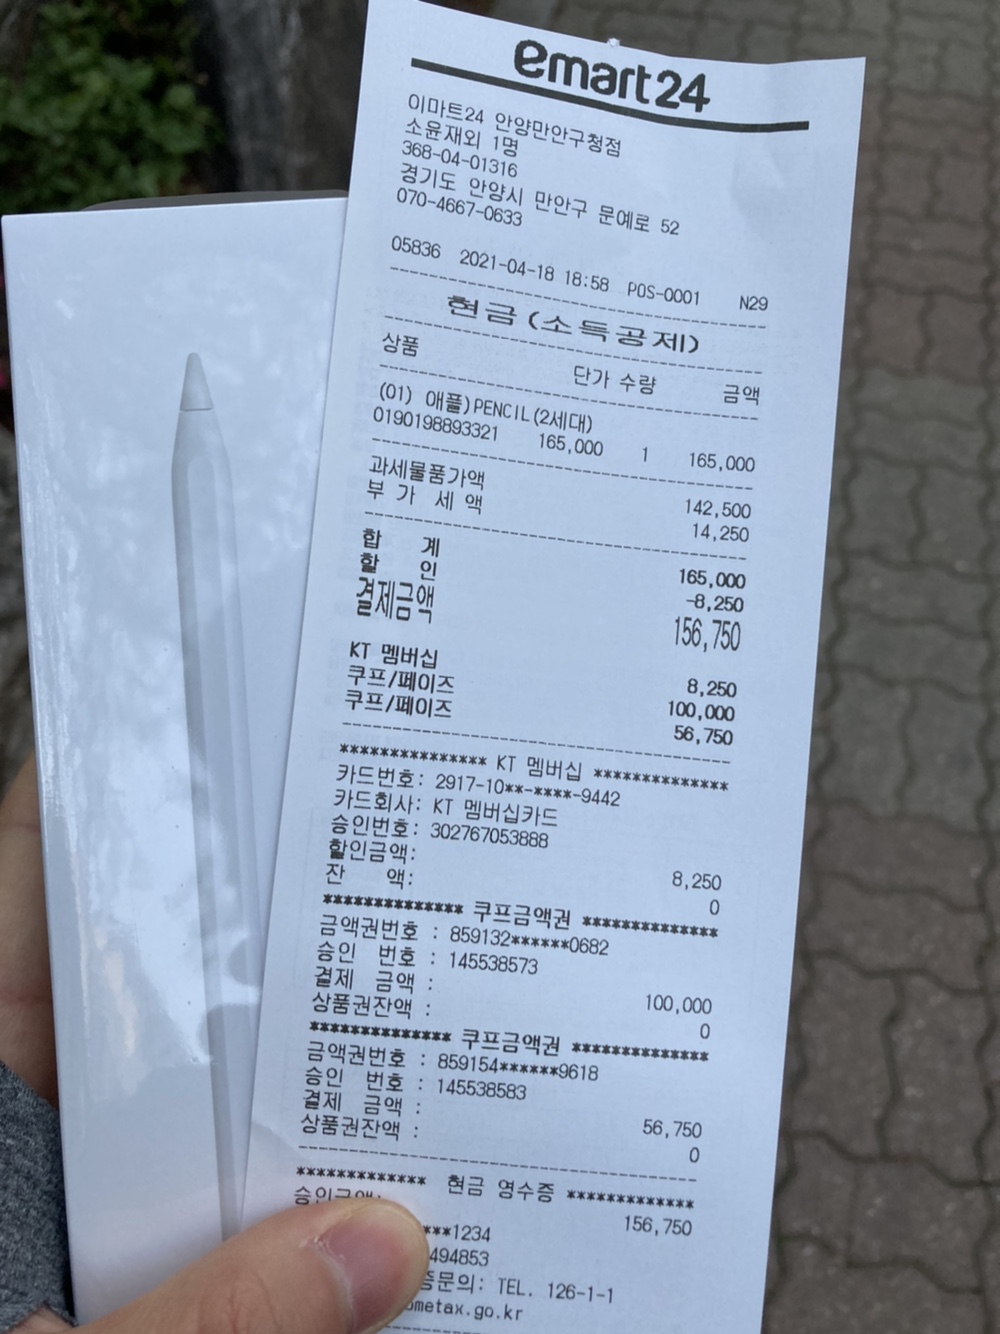 emart24
이마트24 안양만안구청점
소윤재외 1명
368-04-01316
경기도 안양시 만안구 문예로 52
070-4667-0633
05836 2021-04-18 18:58 POS-0001 N29
현금(소득공제)
상품 단가 수량 금액
(01) 애플)PENCIL(2세대)
0190198893321 165,000 1 165,000
과세물품가액 142,500
부 가 세 액 14,250
합 계 165,000
할 인 -8,250
결제금액 156,750
KT 멤버십 8,250
쿠프/페이즈 100,000
쿠프/페이즈 56,750
*************** KT 멤버십 **************
카드번호: 2917-10**-****-9442
카드회사: KT 멤버십카드
승인번호: 302767053888
할인금액: 8,250
잔 액: 0
************** 쿠프금액권 **************
금액권번호 : 859132******0682
승인 번호 : 145538573
결제 금액 : 100,000
상품권잔액 : 0
************** 쿠프금액권 **************
금액권번호 : 859154******9618
승인 번호 : 145538583
결제 금액 : 56,750
상품권잔액 : 0
************* 현금 영수증 *************
승인금액: 156,750
***1234
494853
증문의: TEL. 126-1-1
ometax.go.kr